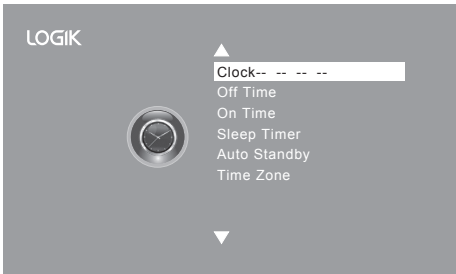 LOGIK
Clock-- -- -- --
Off Time
On Time
Sleep Timer
Auto Standby
Time Zone